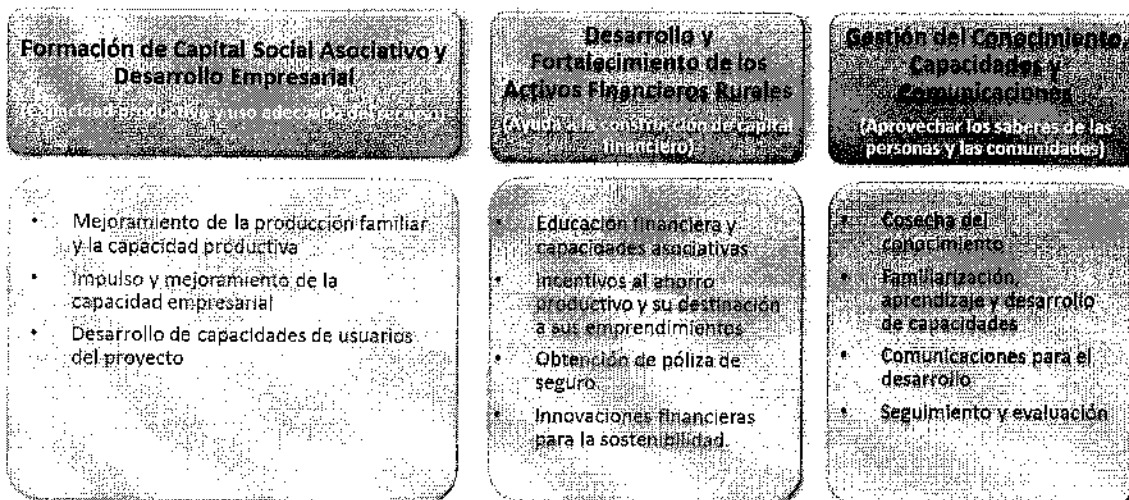 Formación de Capital Social Asociativo y
Desarrollo Empresarial
(Capacidad productiva y uso adecuado del recurso)
Mejoramiento de la producción familiar
y la capacidad productiva
Impulso y mejoramiento de la
capacidad empresarial
Desarrollo de capacidades de usuarios
del proyecto
Desarrollo y
Fortalecimiento de los
Activos Financieros Rurales
(Ayuda a la construcción de capital
financiero)
Educación financiera y
capacidades asociativas
Incentivos al ahorro
productivo y su destinación
a sus emprendimientos
Obtención de póliza de
seguro
Innovaciones financieras
para la sostenibilidad.
Gestión del Conocimiento,
Capacidades y
Comunicaciones
(Aprovechar los saberes de las
personas y las comunidades)
Cosecha del
conocimiento
Familiarización,
aprendizaje y desarrollo
de capacidades
Comunicaciones para el
desarrollo
Seguimiento y evaluación